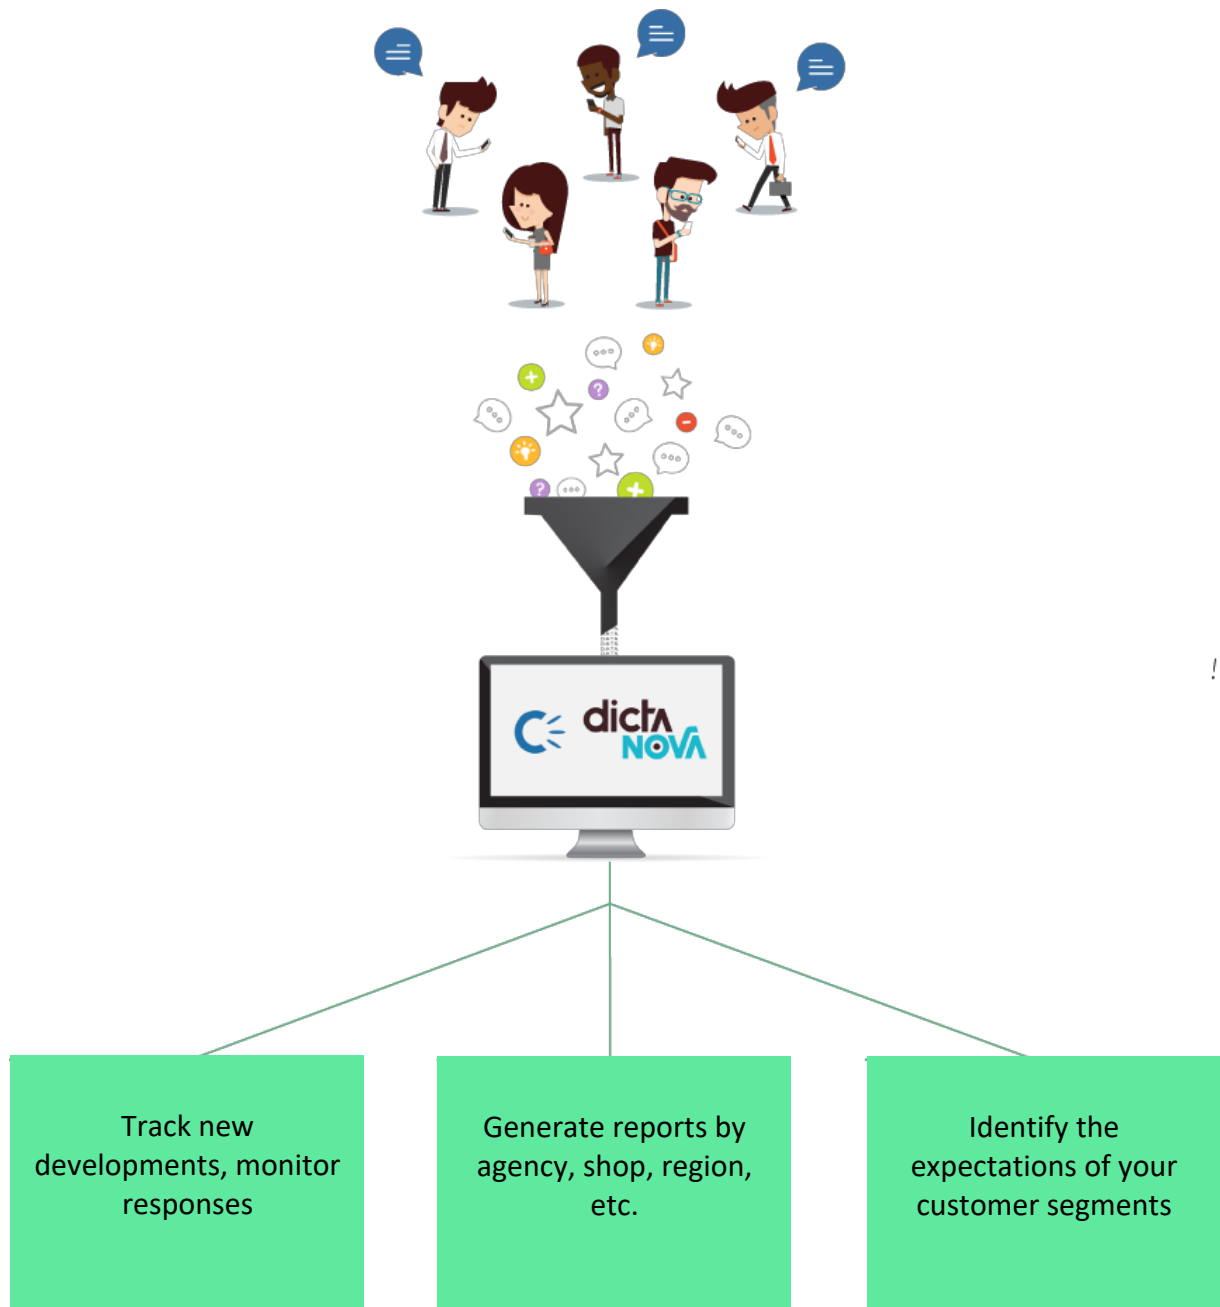 ?
?
!
dicta
NOVA
Track new
developments, monitor
responses
Generate reports by
agency, shop, region,
etc.
Identify the
expectations of your
customer segments